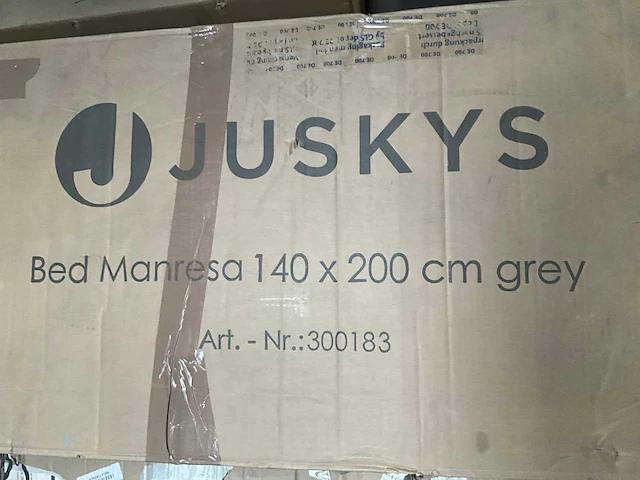 JUSKYS
Bed Manresa 140 x 200 cm grey
Art. - Nr.:300183